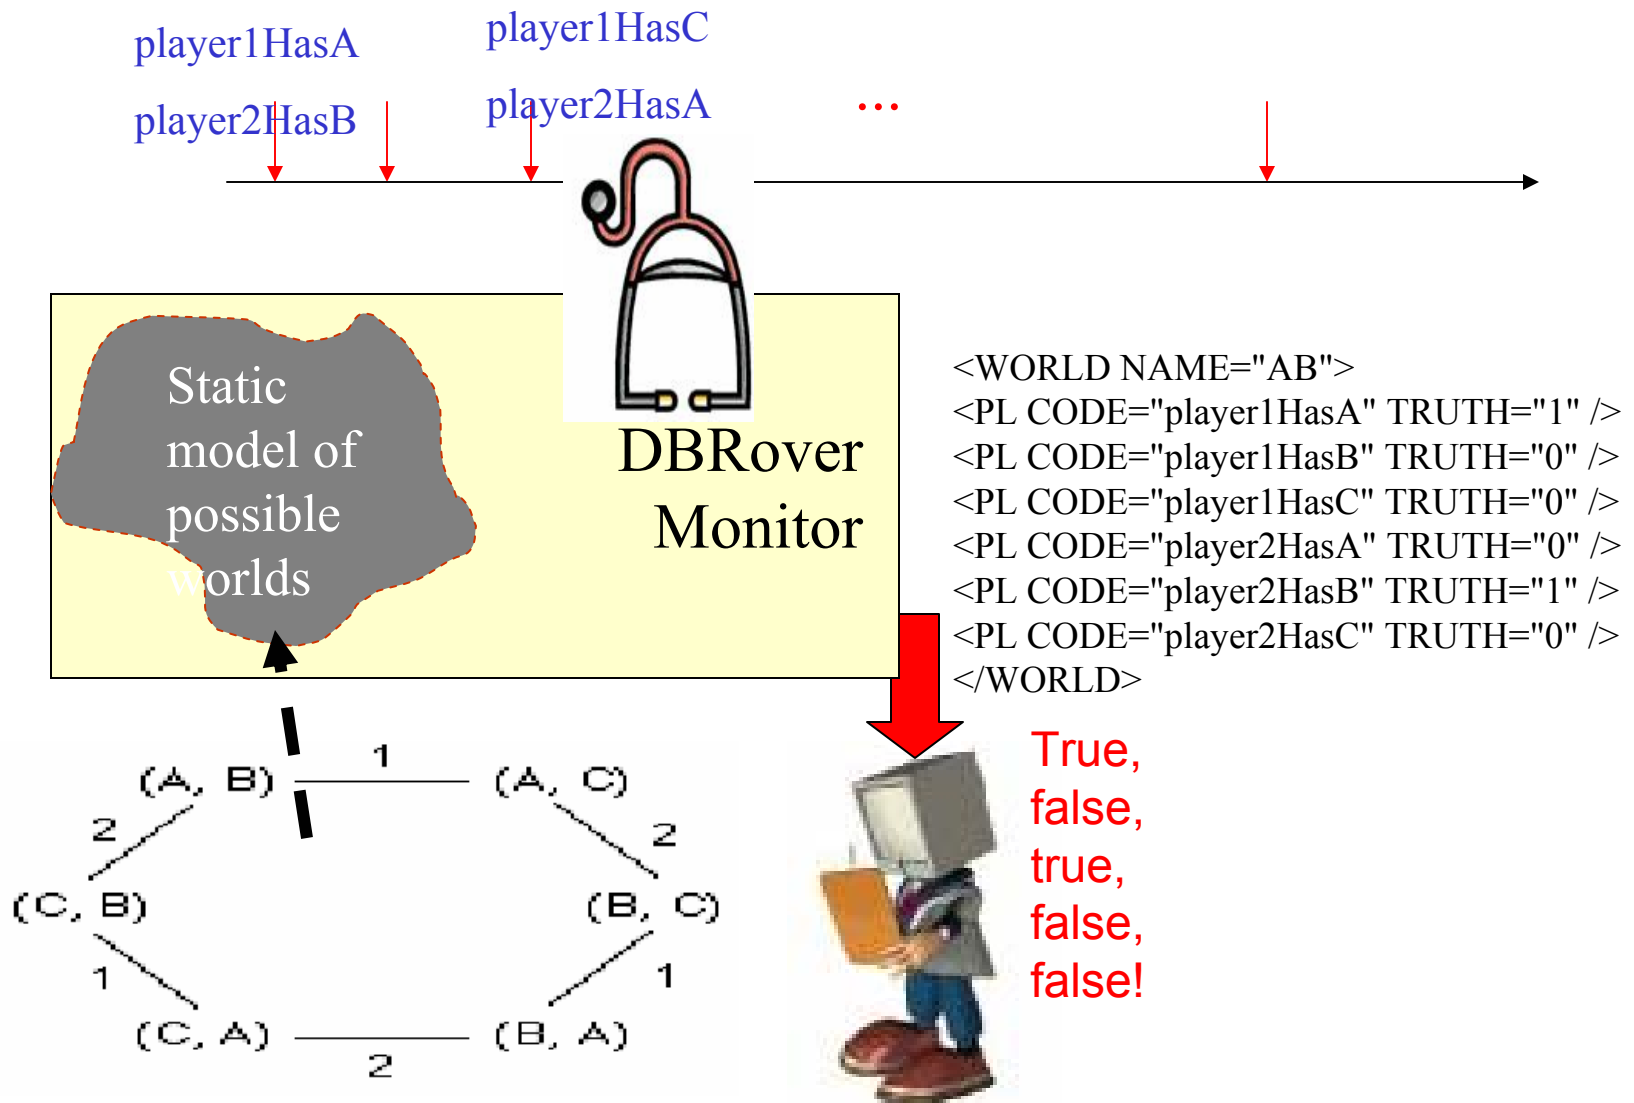 player1HasA
player2HasB
player1HasC
player2HasA
...
Static
model of
possible
worlds
DBRover
Monitor
<WORLD NAME="AB">
<PL CODE="player1HasA" TRUTH="1" />
<PL CODE="player1HasB" TRUTH="0" />
<PL CODE="player1HasC" TRUTH="0" />
<PL CODE="player2HasA" TRUTH="0" />
<PL CODE="player2HasB" TRUTH="1" />
<PL CODE="player2HasC" TRUTH="0" />
</WORLD>
(A, B) 1 (A, C)
2 2
(C, B) (B, C)
1 1
(C, A) 2 (B, A)
True,
false,
true,
false,
false!